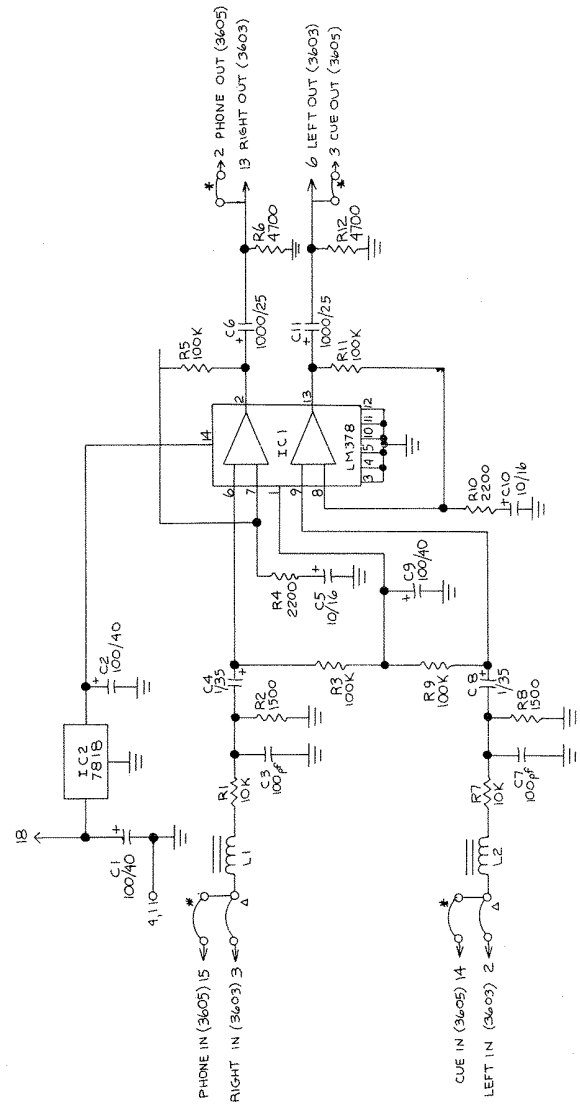 18
4,110
C1
100/40
IC2
7818
C2
100/40
PHONE IN (3605) 15
RIGHT IN (3603) 3
*
Δ
L1
R1
10K
C3
100pf
R2
1500
C4
1/35
R3
100K
R9
100K
C9
100/40
R4
2200
C5
10/16
CUE IN (3605) 14
LEFT IN (3603) 2
*
Δ
L2
R7
10K
C7
100pf
R8
1500
C8
1/35
6
7
1
9
8
14
2
13
IC1
LM378
3 4 5 10 11 12
R5
100K
R11
100K
R10
2200
C10
10/16
C6
1000/25
C11
1000/25
R6
4700
R12
4700
*
2 PHONE OUT (3605)
13 RIGHT OUT (3603)
6 LEFT OUT (3603)
3 CUE OUT (3605)
*
+
+
+
+
+
+
+
+
+